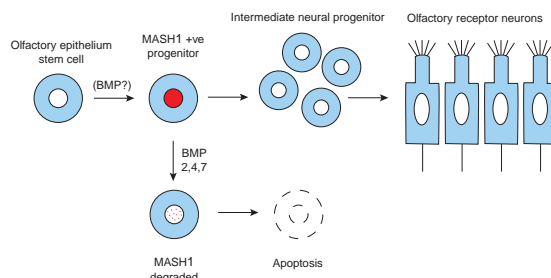 Olfactory epithelium
stem cell
MASH1 +ve
progenitor
Intermediate neural progenitor
Olfactory receptor neurons
(BMP?)
BMP
2,4,7
MASH1
degraded
Apoptosis